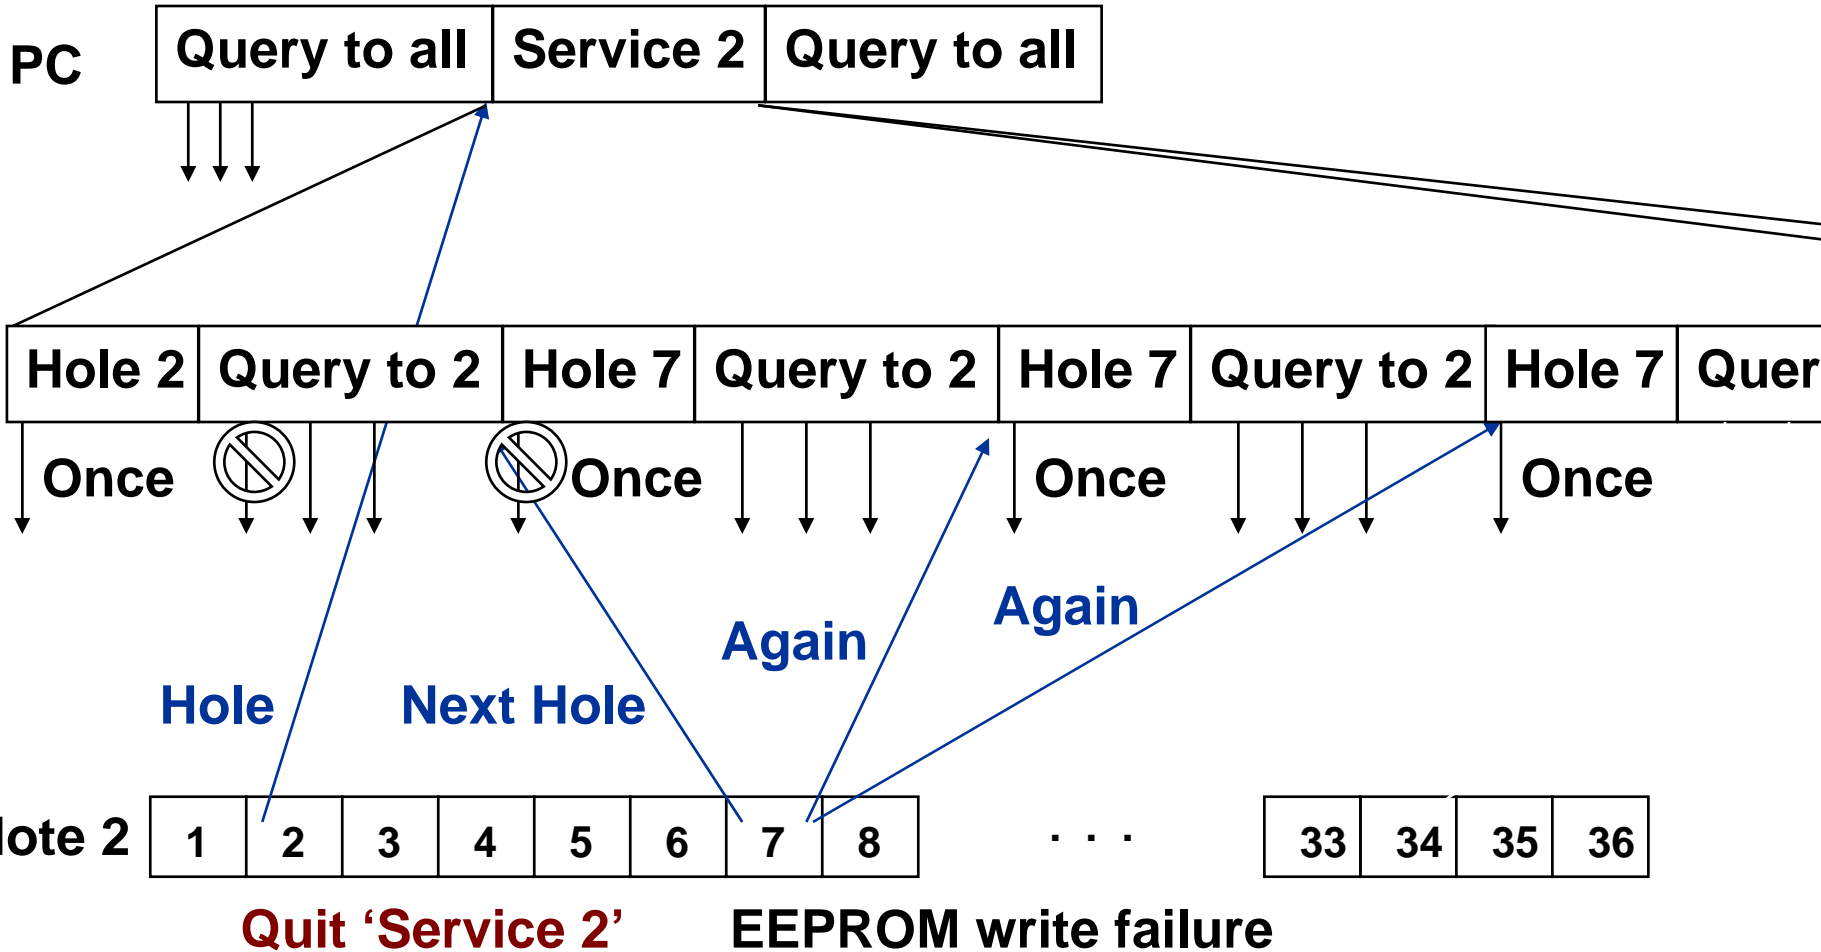 PC
Query to all Service 2 Query to all
Hole 2 Query to 2 Hole 7 Query to 2 Hole 7 Query to 2 Hole 7 Quer
Once Once Once Once
Again
Again
Hole Next Hole
ote 2 1 2 3 4 5 6 7 8 . . . 33 34 35 36
Quit ‘Service 2’ EEPROM write failure